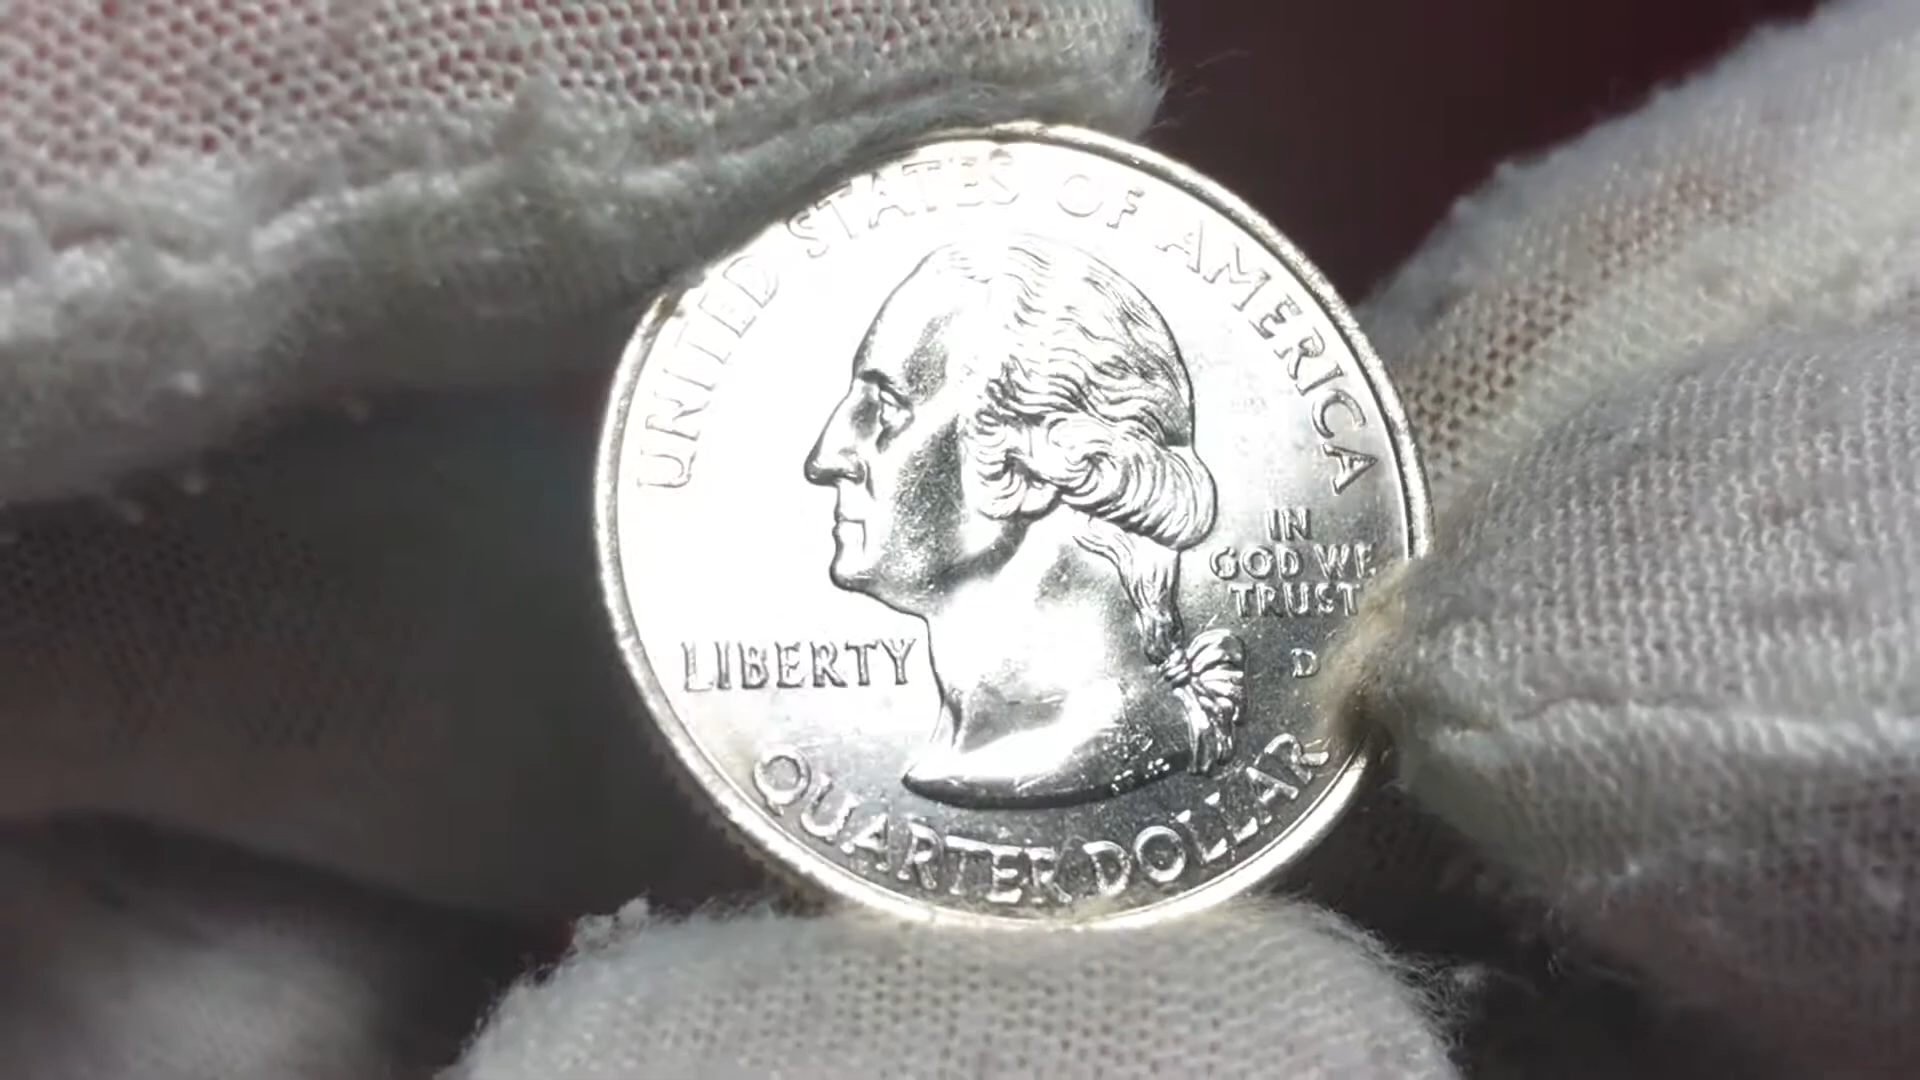 UNITED STATES OF AMERICA
LIBERTY
IN
GOD WE
TRUST
D
QUARTER DOLLAR